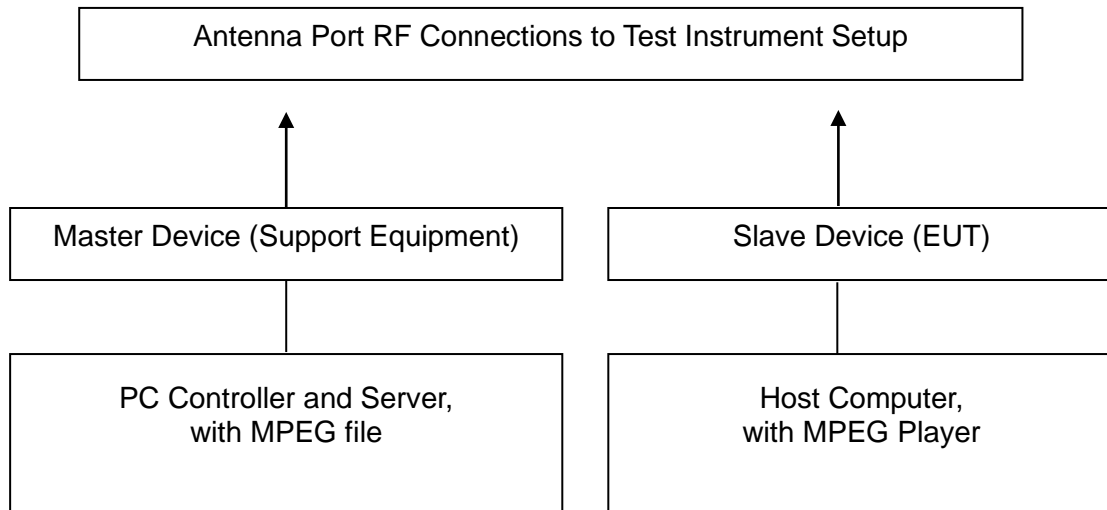 Antenna Port RF Connections to Test Instrument Setup
Master Device (Support Equipment)
Slave Device (EUT)
PC Controller and Server,
with MPEG file
Host Computer,
with MPEG Player